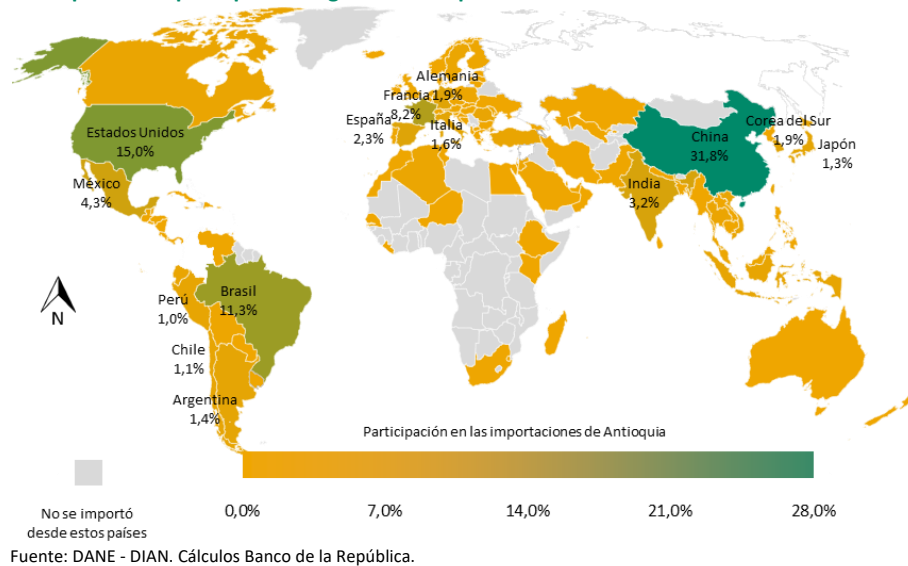 Alemania
1,9%
Francia
8,2%
España
2,3%
Italia
1,6%
Estados Unidos
15,0%
México
4,3%
China
31,8%
Corea del Sur
1,9%
Japón
1,3%
India
3,2%
Brasil
11,3%
Perú
1,0%
Chile
1,1%
Argentina
1,4%
N
Participación en las importaciones de Antioquia
0,0%
7,0%
14,0%
21,0%
28,0%
No se importó
desde estos países
Fuente: DANE - DIAN. Cálculos Banco de la República.